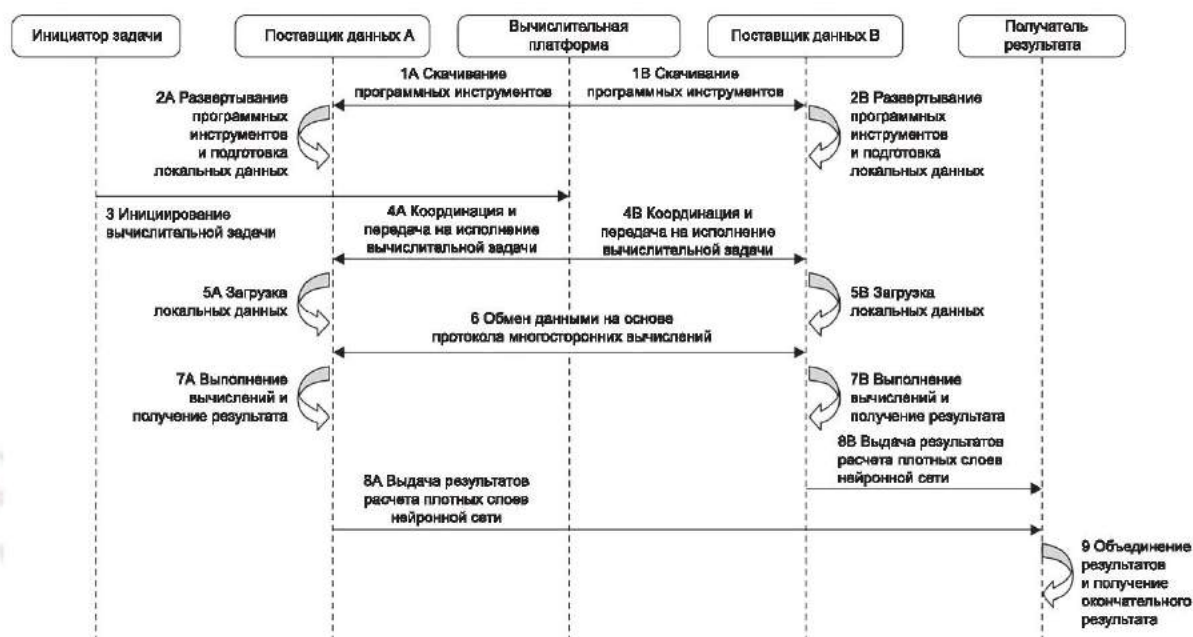 Инициатор задачи
Поставщик данных А
Вычислительная
платформа
Поставщик данных В
Получатель
результата
1А Скачивание
программных инструментов
1В Скачивание
программных инструментов
2А Развертывание
программных
инструментов
и подготовка
локальных данных
2В Развертывание
программных
инструментов
и подготовка
локальных данных
3 Инициирование
вычислительной задачи
4А Координация и
передача на исполнение
вычислительной задачи
4В Координация и
передача на исполнение
вычислительной задачи
5А Загрузка
локальных данных
5В Загрузка
локальных данных
6 Обмен данными на основе
протокола многосторонних вычислений
7А Выполнение
вычислений и
получение результата
7В Выполнение
вычислений и
получение результата
8В Выдача результатов
расчета плотных слоев
нейронной сети
8А Выдача результатов
расчета плотных слоев
нейронной сети
9 Объединение
результатов
и получение
окончательного
результата